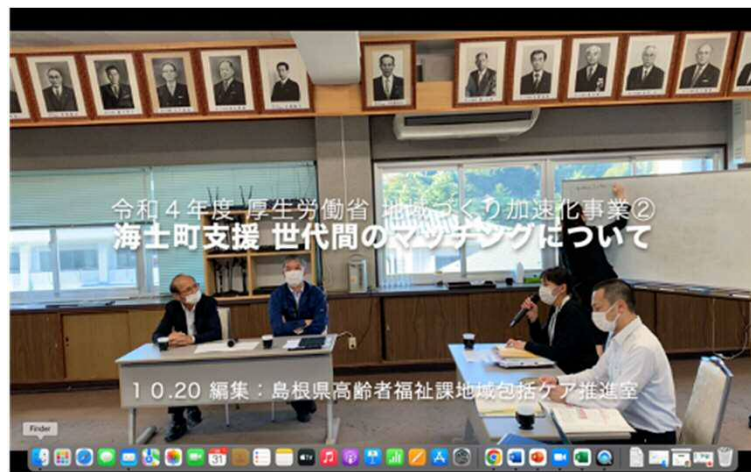 令和４年度 厚生労働省 地域づくり加速化事業②
海士町支援 世代間のマッチングについて
１０.20 編集：島根県高齢者福祉課地域包括ケア推進室
Finder
31